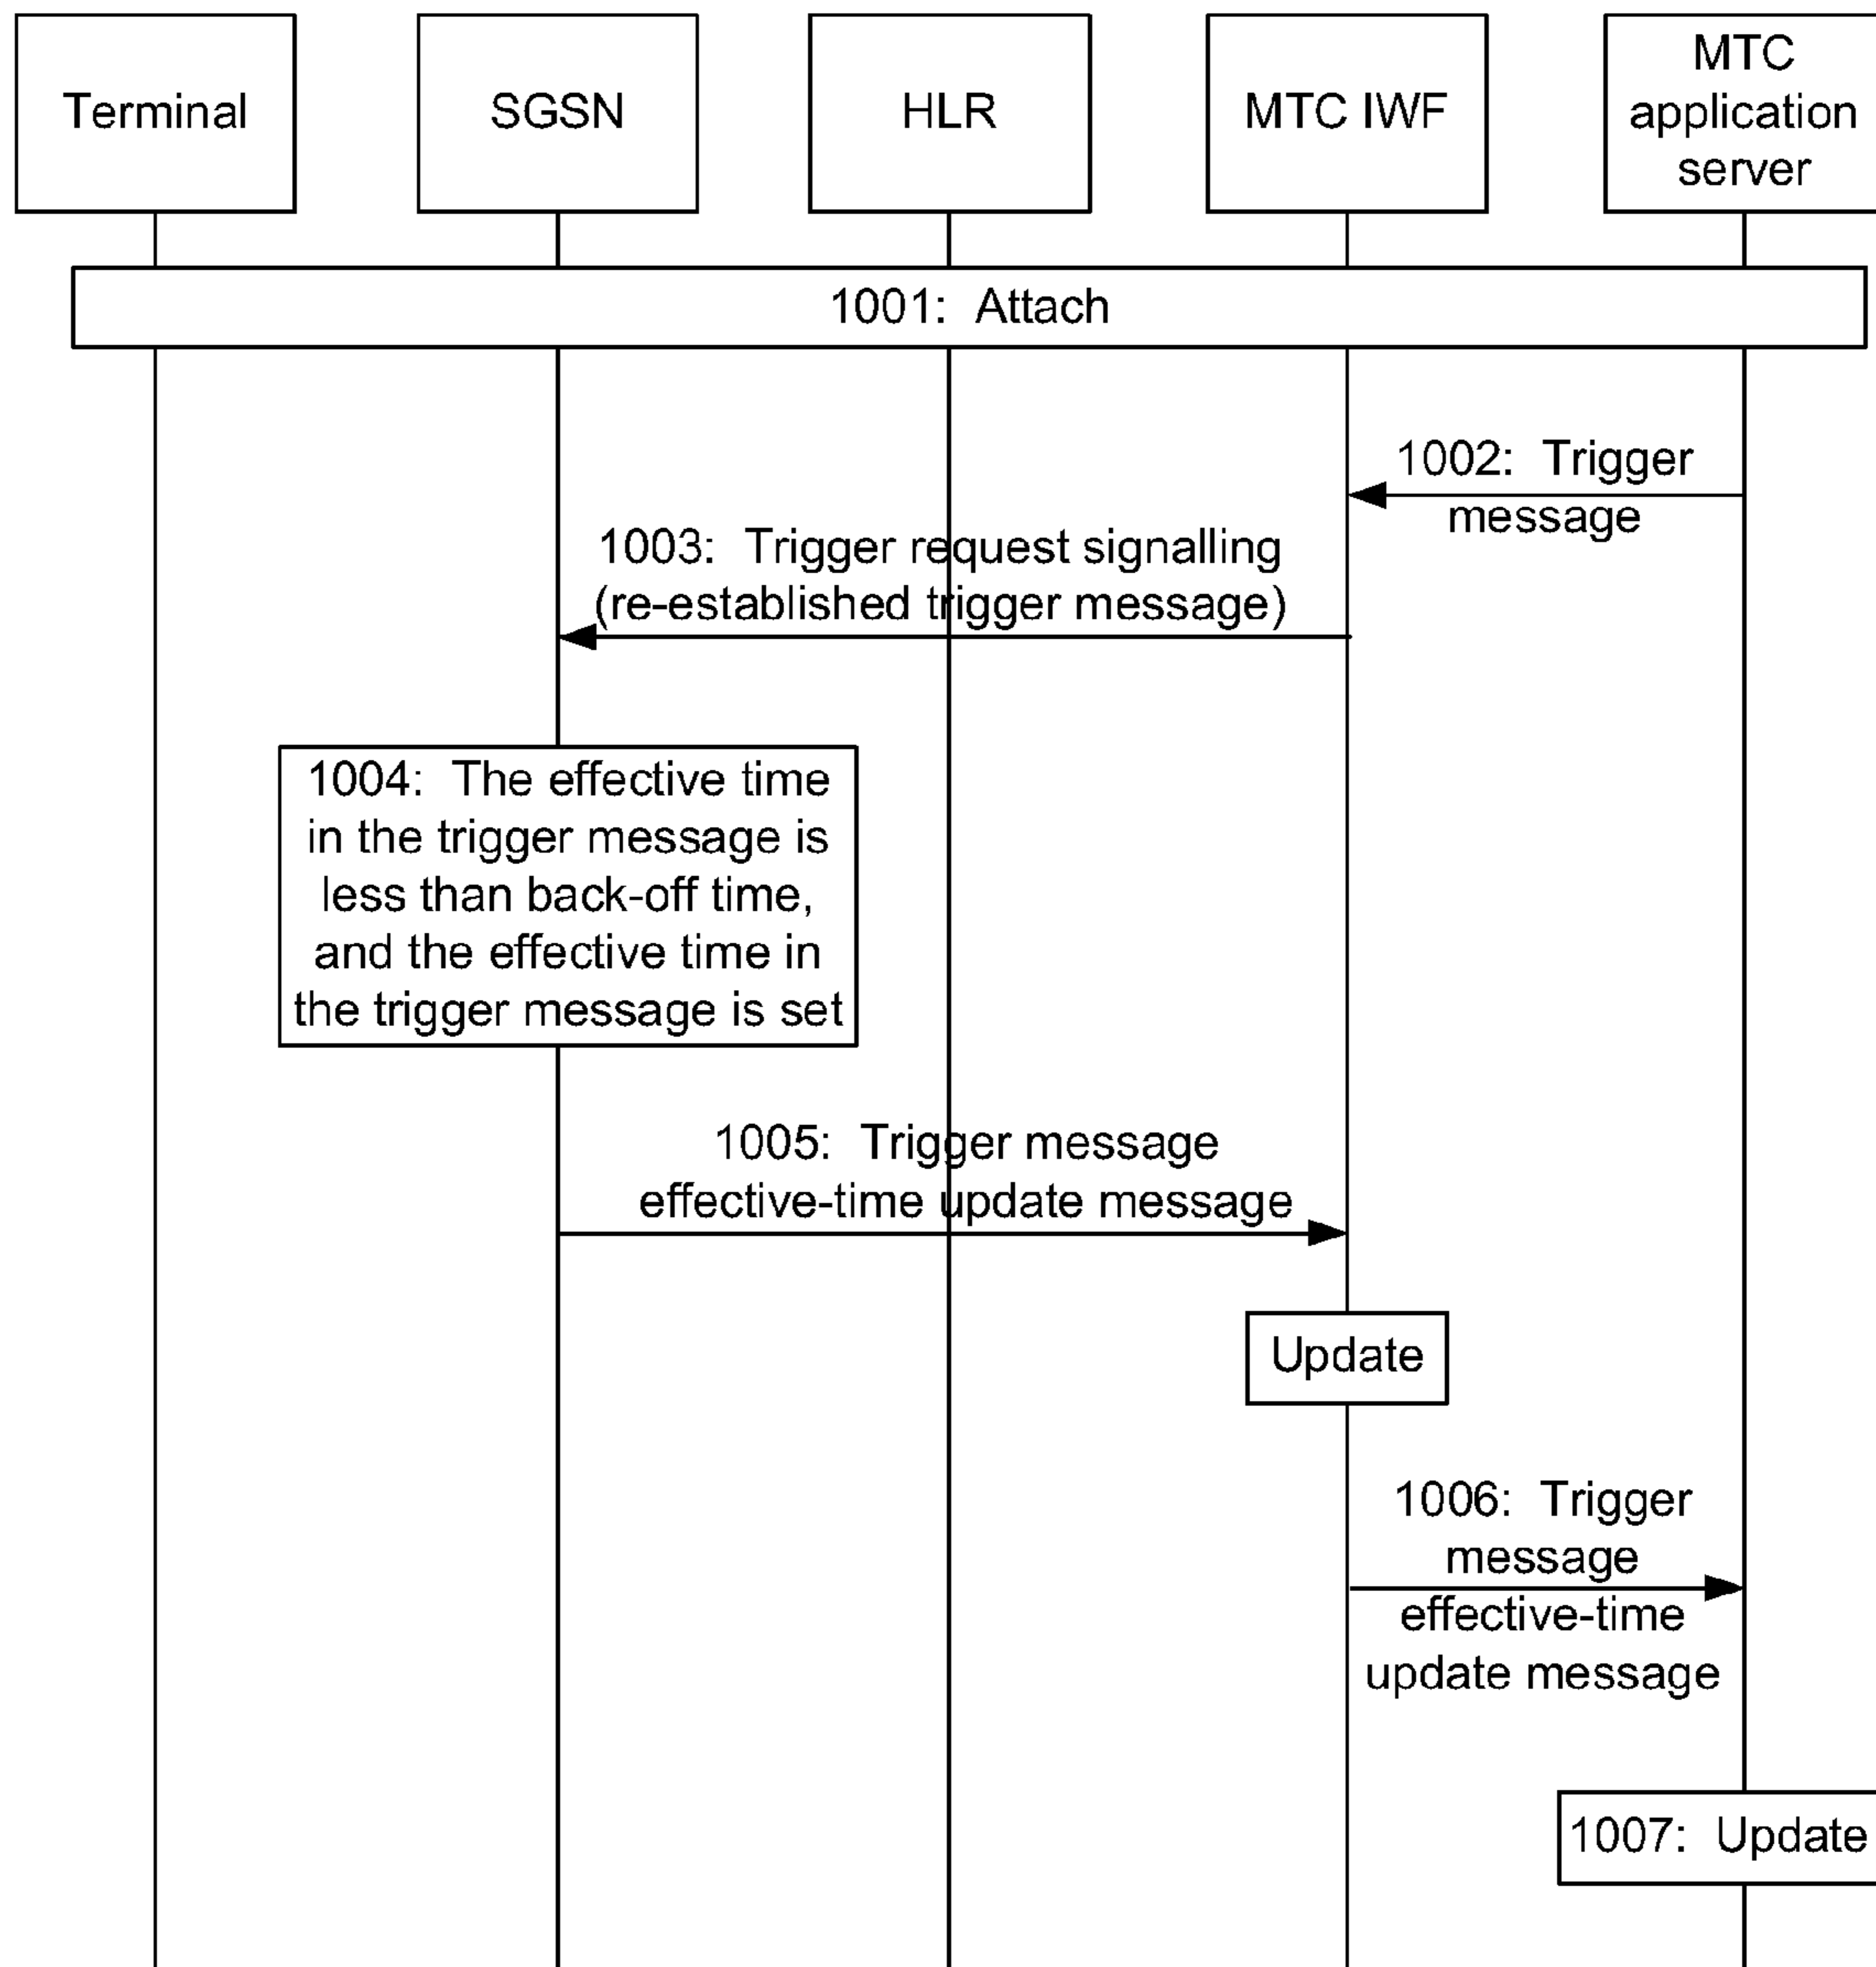 Terminal
SGSN
HLR
MTC IWF
MTC
application
server
1001: Attach
1002: Trigger
message
1003: Trigger request signalling
(re-established trigger message)
1004: The effective time
in the trigger message is
less than back-off time,
and the effective time in
the trigger message is set
1005: Trigger message
effective-time update message
Update
1006: Trigger
message
effective-time
update message
1007: Update